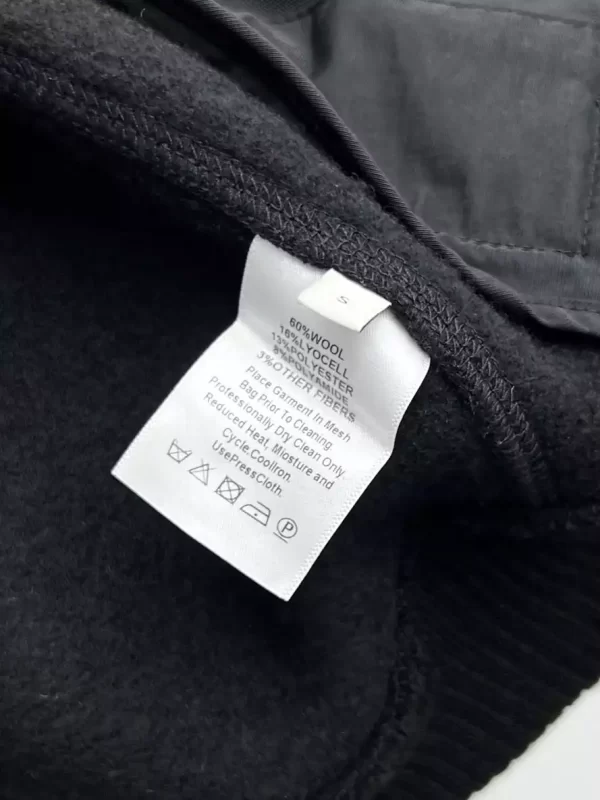 S
60%WOOL
16%LYOCELL
13%POLYESTER
8%POLYAMIDE
3%OTHER FIBERS
Place Garment In Mesh
Bag Prior To Cleaning
Professionally Dry Clean Only.
Reduced Heat, Miosture and
Cycle.CoolIron.
UsePressCloth.
P